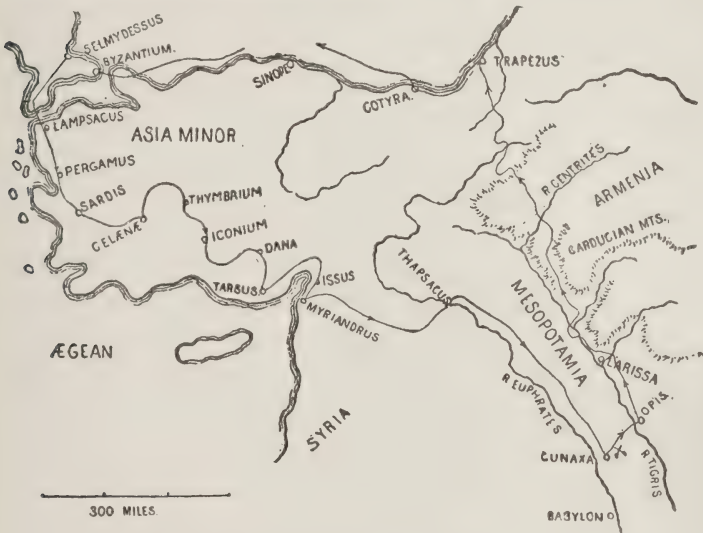 SELMYDESSUS
BYZANTIUM.
SINOPE
COTYRA.
TRAPEZUS
LAMPSACUS
ASIA MINOR
PERGAMUS
SARDIS
CELÆNÆ
THYMBRIUM
ICONIUM
DANA
TARSUS
ISSUS
MYRIANDRUS
THAPSACUS
R. CENTRITES
ARMENIA
CARDUCIAN MTS.,
MESOPOTAMIA
LARISSA
OPIS.
R. EUPHRATES
R. TIGRIS
CUNAXA
BABYLON
ÆGEAN
SYRIA
300 MILES.